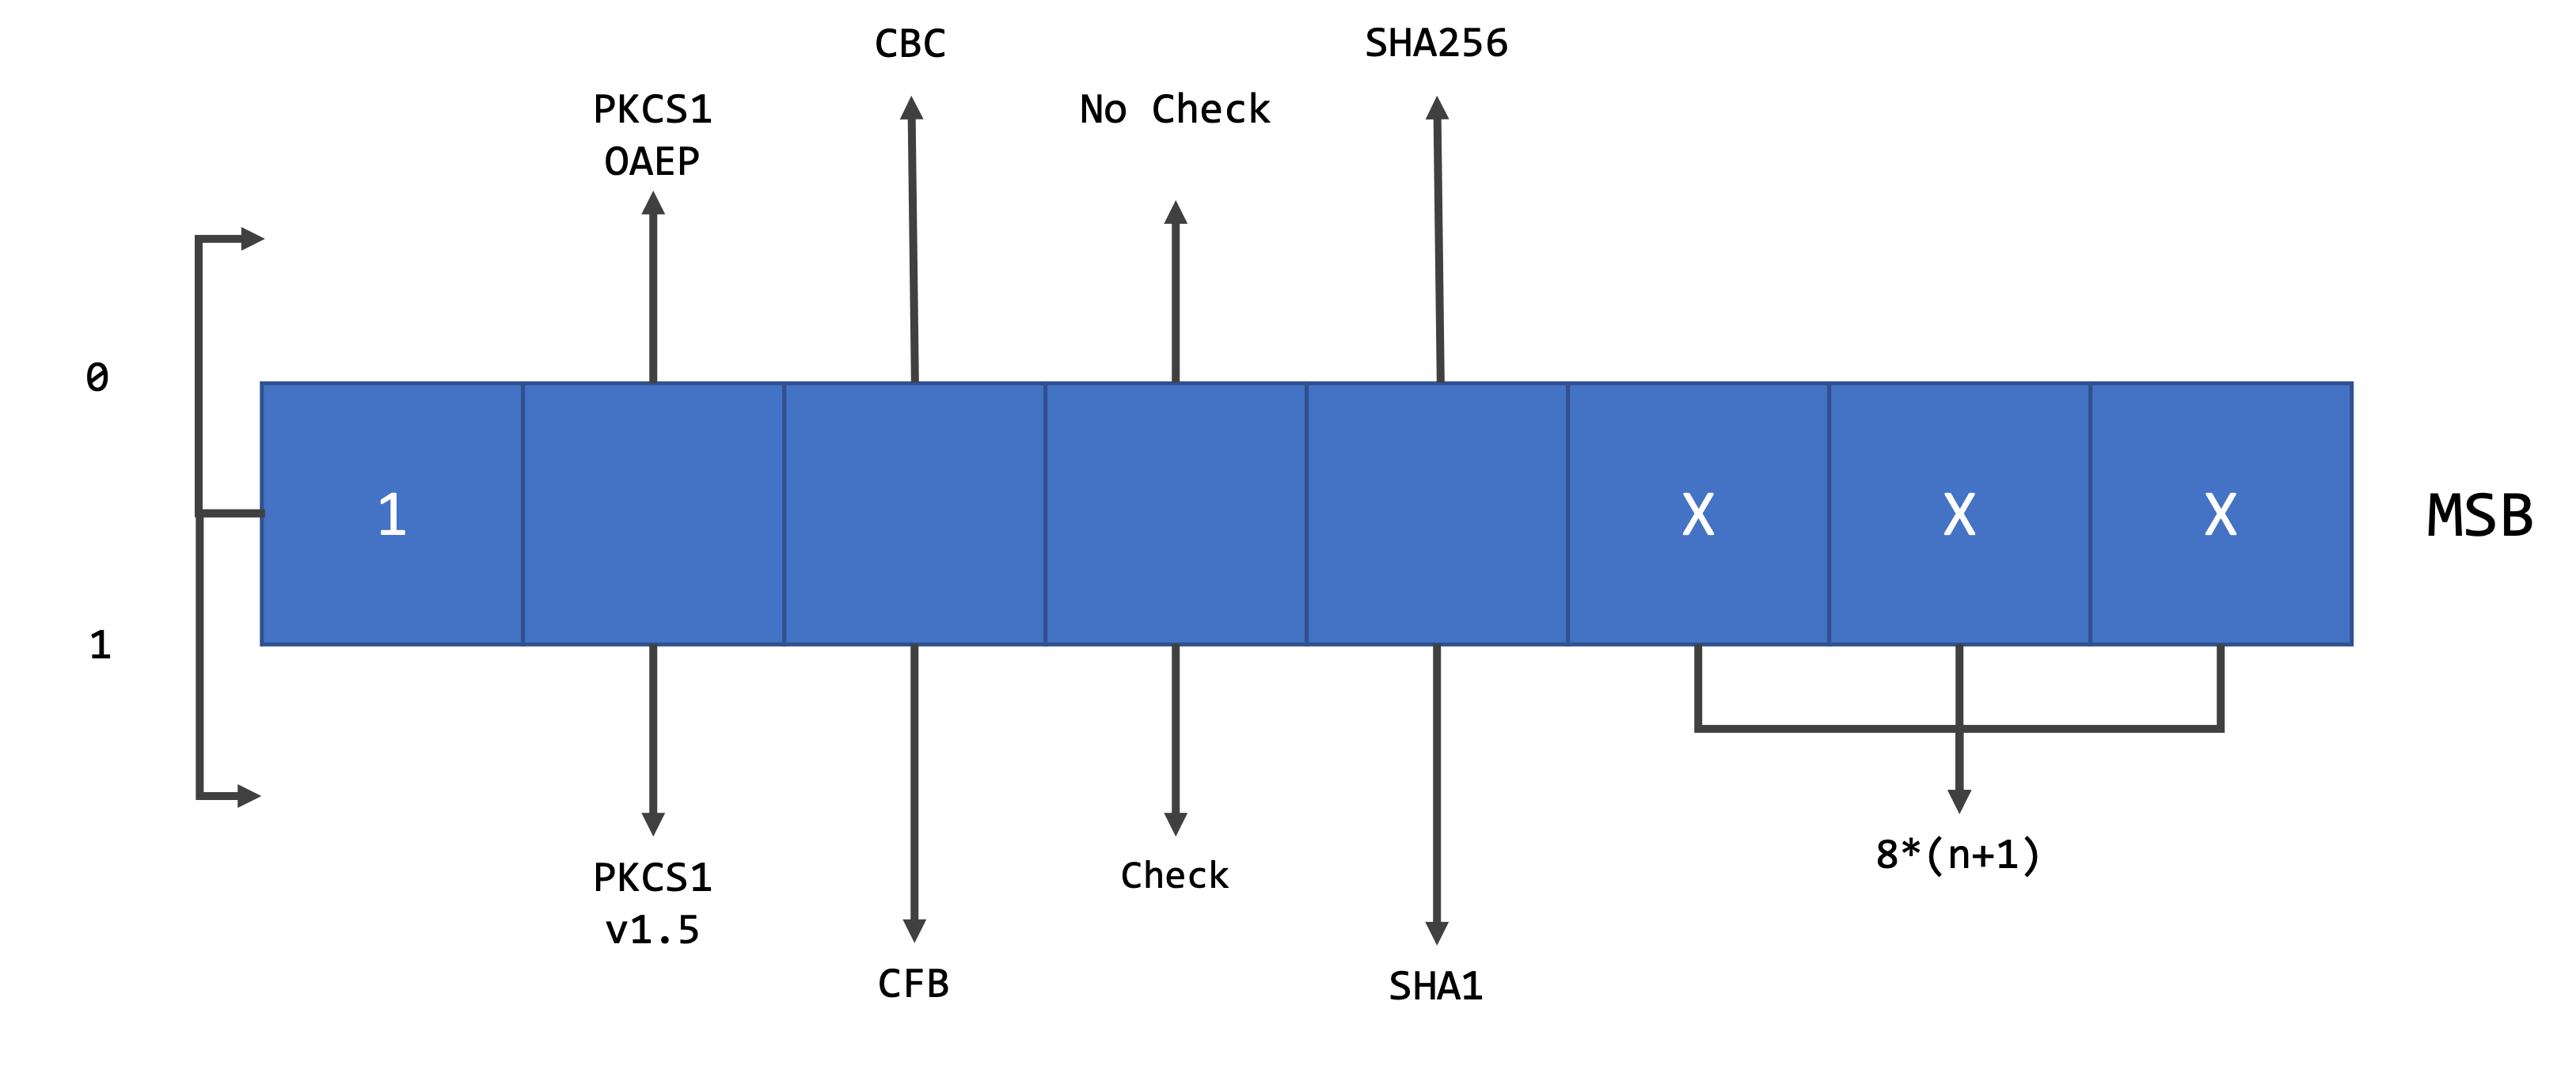 CBC
SHA256
PKCS1
OAEP
No Check
0
1
X
X
X
MSB
1
PKCS1
v1.5
Check
8*(n+1)
CFB
SHA1